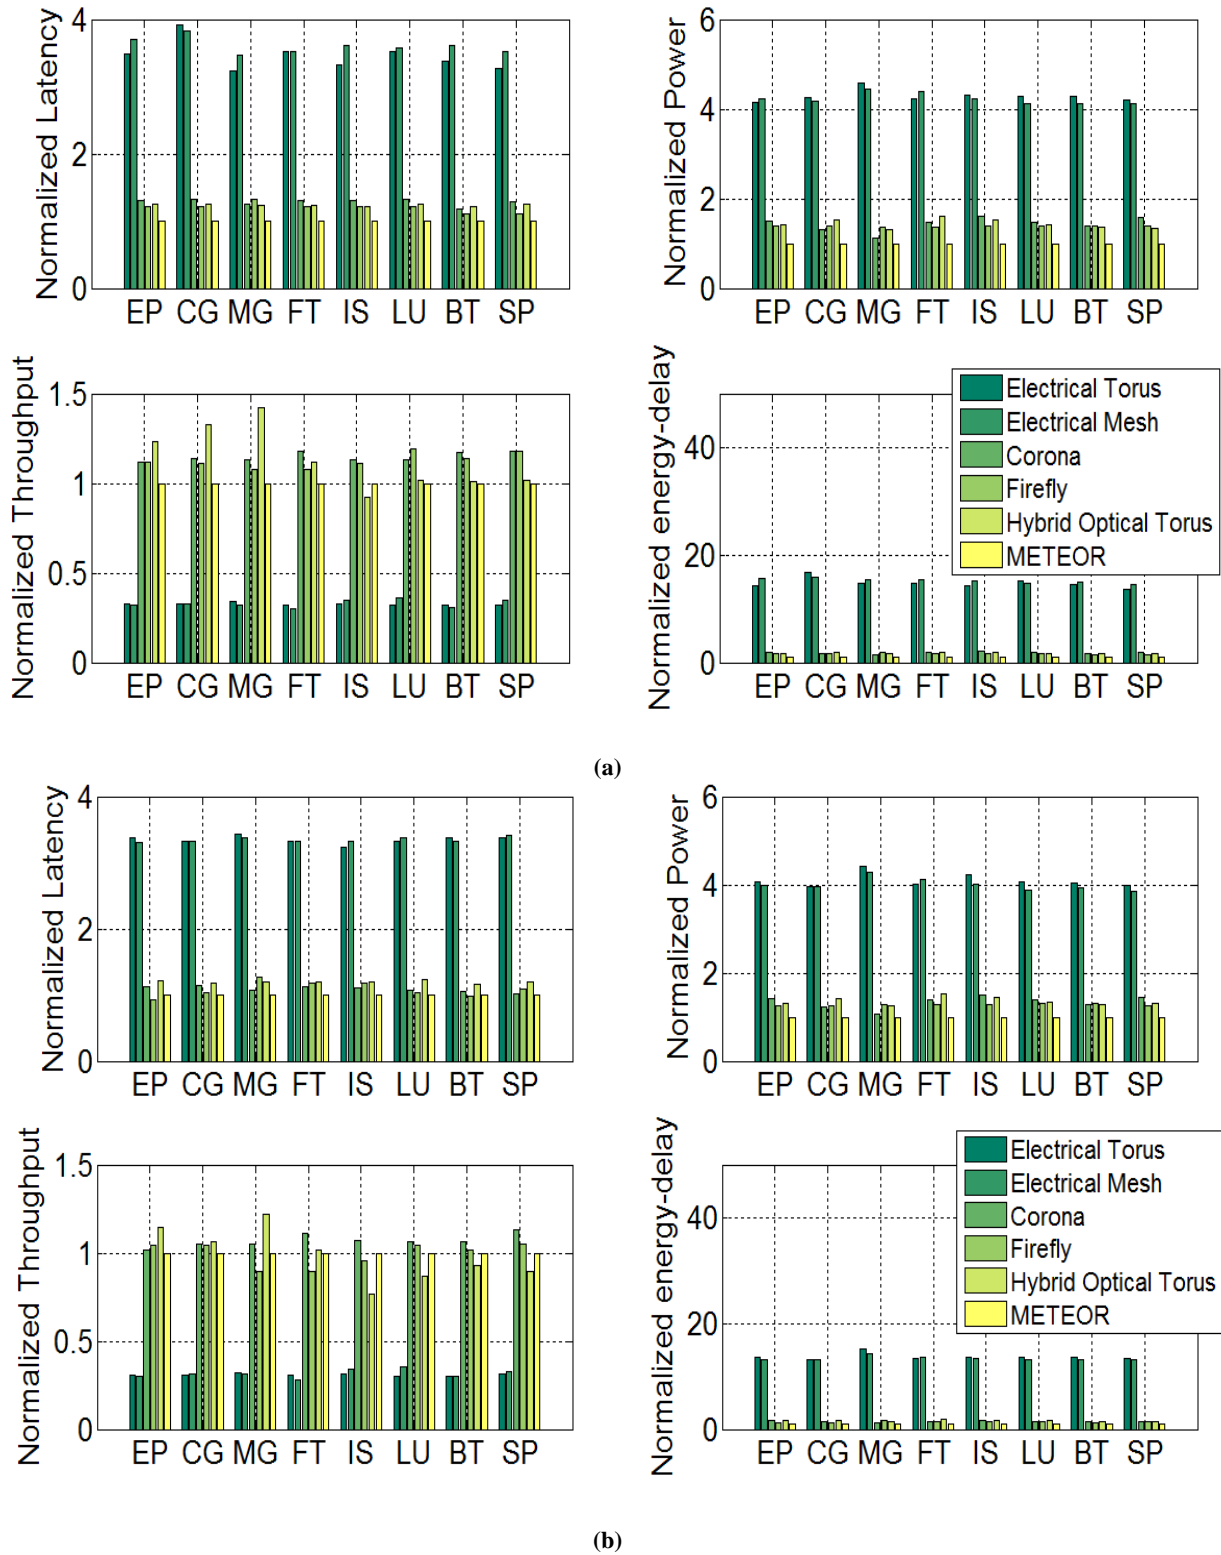 Normalized Latency
4
2
0
EP CG MG FT IS LU BT SP
Normalized Power
6
4
2
0
EP CG MG FT IS LU BT SP
Normalized Throughput
1.5
1
0.5
0
EP CG MG FT IS LU BT SP
Normalized energy-delay
40
20
0
EP CG MG FT IS LU BT SP
Electrical Torus
Electrical Mesh
Corona
Firefly
Hybrid Optical Torus
METEOR
(a)
Normalized Latency
4
2
0
EP CG MG FT IS LU BT SP
Normalized Power
6
4
2
0
EP CG MG FT IS LU BT SP
Normalized Throughput
1.5
1
0.5
0
EP CG MG FT IS LU BT SP
Normalized energy-delay
40
20
0
EP CG MG FT IS LU BT SP
Electrical Torus
Electrical Mesh
Corona
Firefly
Hybrid Optical Torus
METEOR
(b)